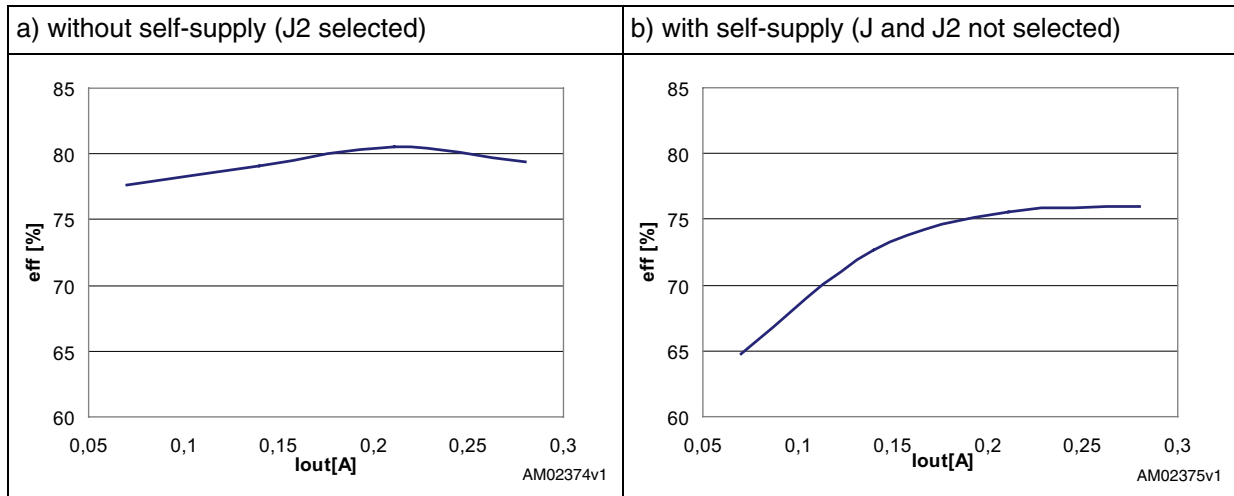 a) without self-supply (J2 selected)
85
80
75
70
65
60
eff [%]
0,05 0,1 0,15 0,2 0,25 0,3
Iout[A]
AM02374v1
b) with self-supply (J and J2 not selected)
85
80
75
70
65
60
eff [%]
0,05 0,1 0,15 0,2 0,25 0,3
Iout[A]
AM02375v1